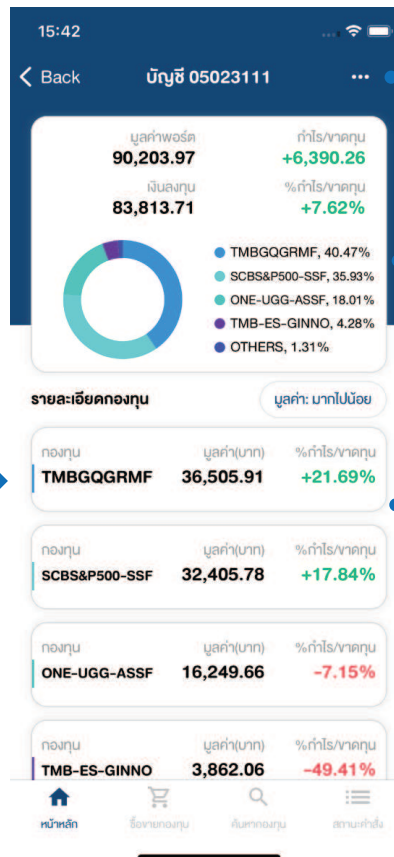 15:42
Back บัญชี 05023111
มูลค่าพอร์ต กำไร/ขาดทุน
90,203.97 +6,390.26
เงินลงทุน %กำไร/ขาดทุน
83,813.71 +7.62%
TMBGQGRMF, 40.47%
SCBS&P500-SSF, 35.93%
ONE-UGG-ASSF, 18.01%
TMB-ES-GINNO, 4.28%
OTHERS, 1.31%
รายละเอียดกองทุน มูลค่า: มากไปน้อย
กองทุน มูลค่า(บาท) %กำไร/ขาดทุน
TMBGQGRMF 36,505.91 +21.69%
กองทุน มูลค่า(บาท) %กำไร/ขาดทุน
SCBS&P500-SSF 32,405.78 +17.84%
กองทุน มูลค่า(บาท) %กำไร/ขาดทุน
ONE-UGG-ASSF 16,249.66 -7.15%
กองทุน มูลค่า(บาท) %กำไร/ขาดทุน
TMB-ES-GINNO 3,862.06 -49.41%
หน้าหลัก ซื้อขายกองทุน ค้นหากองทุน สถานะคำสั่ง